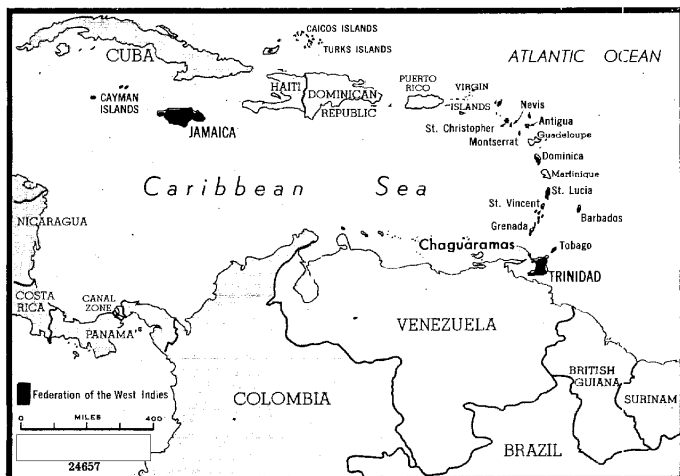 CAICOS ISLANDS
TURKS ISLANDS
CUBA
ATLANTIC OCEAN
CAYMAN
ISLANDS
HAITI
DOMINICAN
REPUBLIC
PUERTO
RICO
VIRGIN
ISLANDS
JAMAICA
Nevis
St. Christopher
Antigua
Montserrat
Guadeloupe
Dominica
Martinique
Caribbean Sea
St. Lucia
St. Vincent
Barbados
Grenada
NICARAGUA
Chaguaramas
Tobago
TRINIDAD
COSTA
RICA
CANAL
ZONE
PANAMA
VENEZUELA
BRITISH
GUIANA
SURINAM
COLOMBIA
BRAZIL
Federation of the West Indies
MILES
0 400
24657